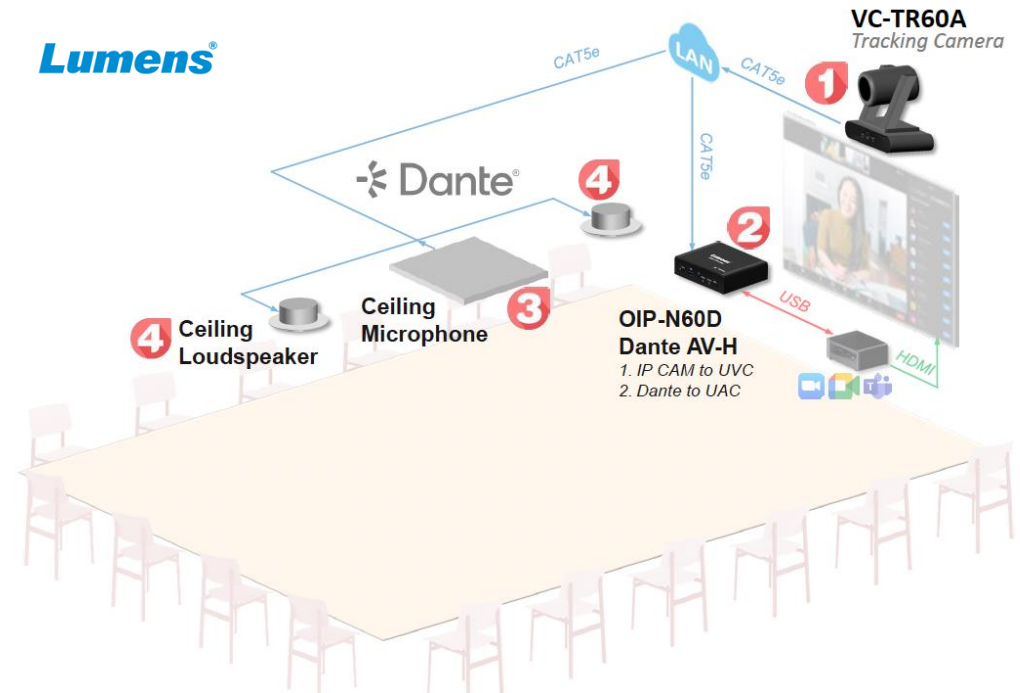 Lumens®
VC-TR60A
Tracking Camera
LAN
CAT5e
CAT5e
CAT5e
1
Dante®
4
2
3
4
Ceiling
Loudspeaker
Ceiling
Microphone
OIP-N60D
Dante AV-H
1. IP CAM to UVC
2. Dante to UAC
USB
HDMI
T